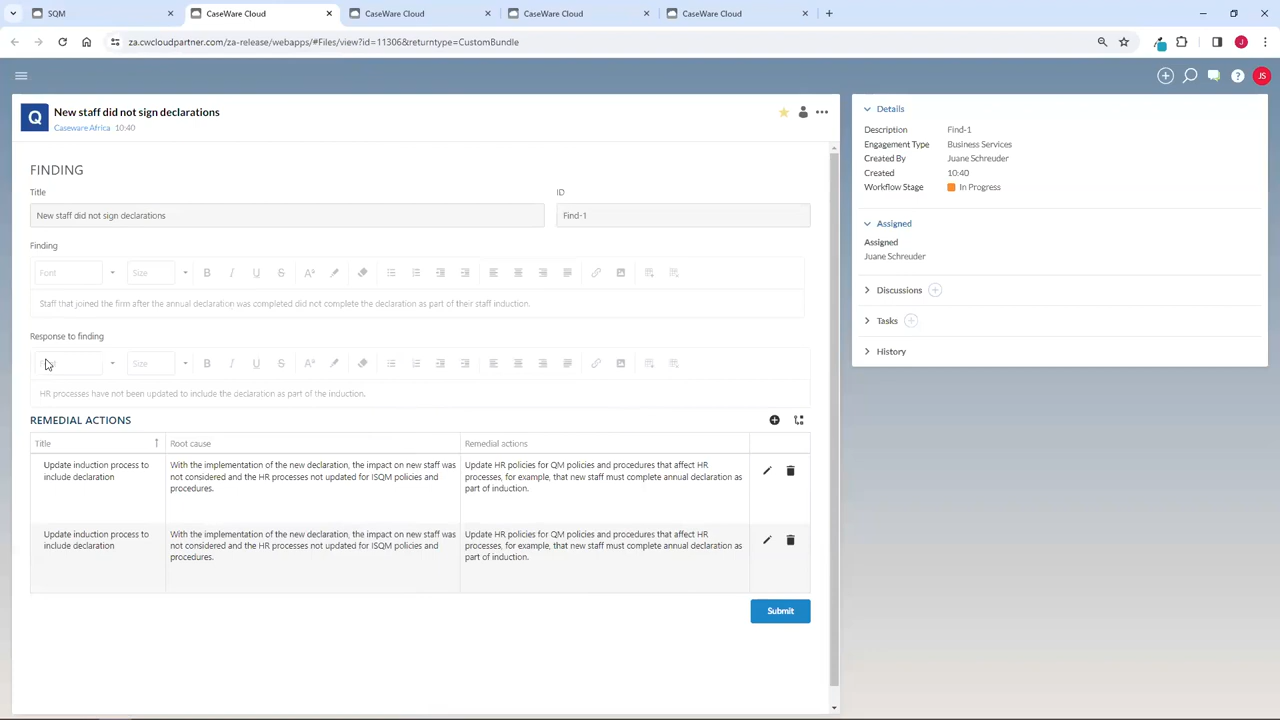 SQM
CaseWare Cloud
CaseWare Cloud
CaseWare Cloud
CaseWare Cloud
za.cwcloudpartner.com/za-release/webapps/#Files/view?id=11306&returntype=CustomBundle
JS
Q
New staff did not sign declarations
Caseware Africa 10:40
FINDING
Title
ID
New staff did not sign declarations
Find-1
Finding
Font
Size
Staff that joined the firm after the annual declaration was completed did not complete the declaration as part of their staff induction.
Response to finding
Size
HR processes have not been updated to include the declaration as part of the induction.
REMEDIAL ACTIONS
Title
Root cause
Remedial actions
Update induction process to
include declaration
With the implementation of the new declaration, the impact on new staff was
not considered and the HR processes not updated for ISQM policies and
procedures.
Update HR policies for QM policies and procedures that affect HR
processes, for example, that new staff must complete annual declaration as
part of induction.
Update induction process to
include declaration
With the implementation of the new declaration, the impact on new staff was
not considered and the HR processes not updated for ISQM policies and
procedures.
Update HR policies for QM policies and procedures that affect HR
processes, for example, that new staff must complete annual declaration as
part of induction.
Submit
Details
Description Find-1
Engagement Type Business Services
Created By Juane Schreuder
Created 10:40
Workflow Stage In Progress
Assigned
Assigned
Juane Schreuder
Discussions
Tasks
History